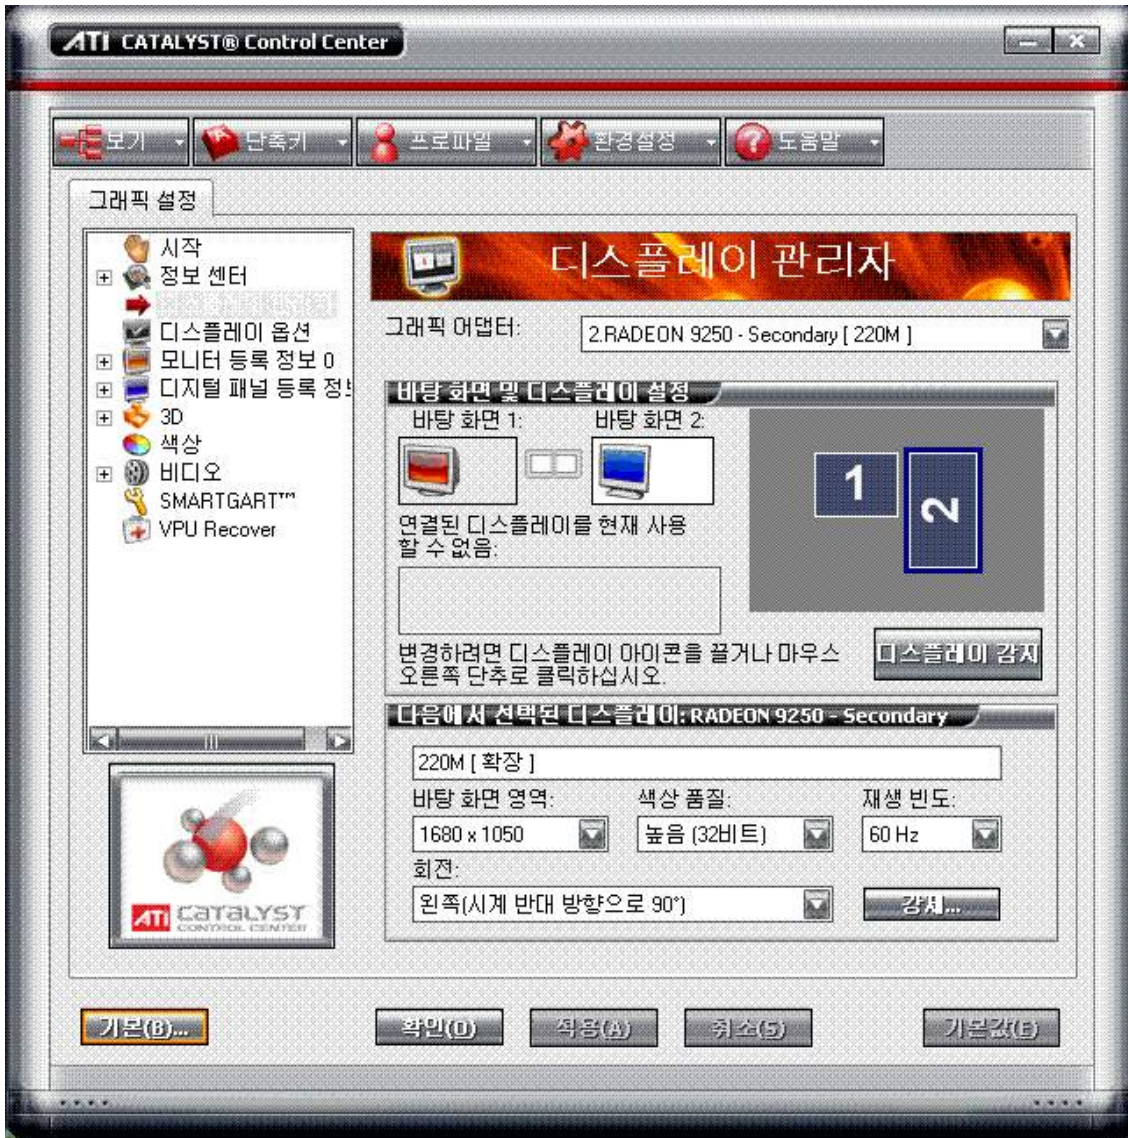 ATI CATALYST® Control Center
보기
단축키
프로파일
환경설정
도움말
그래픽 설정
시작
정보 센터
디스플레이 관리자
디스플레이 옵션
모니터 등록 정보 0
디지털 패널 등록 정보
3D
색상
비디오
SMARTGART™
VPU Recover
디스플레이 관리자
그래픽 어댑터:
2.RADEON 9250 - Secondary [ 220M ]
바탕 화면 및 디스플레이 설정
바탕 화면 1:
바탕 화면 2:
1
2
연결된 디스플레이를 현재 사용
할 수 없음:
변경하려면 디스플레이 아이콘을 끌거나 마우스
오른쪽 단추로 클릭하십시오.
디스플레이 감지
다음에서 선택된 디스플레이: RADEON 9250 - Secondary
220M [ 확장 ]
바탕 화면 영역:
색상 품질:
재생 빈도:
1680 x 1050
높음 (32비트)
60 Hz
회전:
왼쪽(시계 반대 방향으로 90°)
강제...
ATI CATALYST
CONTROL CENTER
기본(B)...
확인(O)
적용(A)
취소(S)
기본값(E)